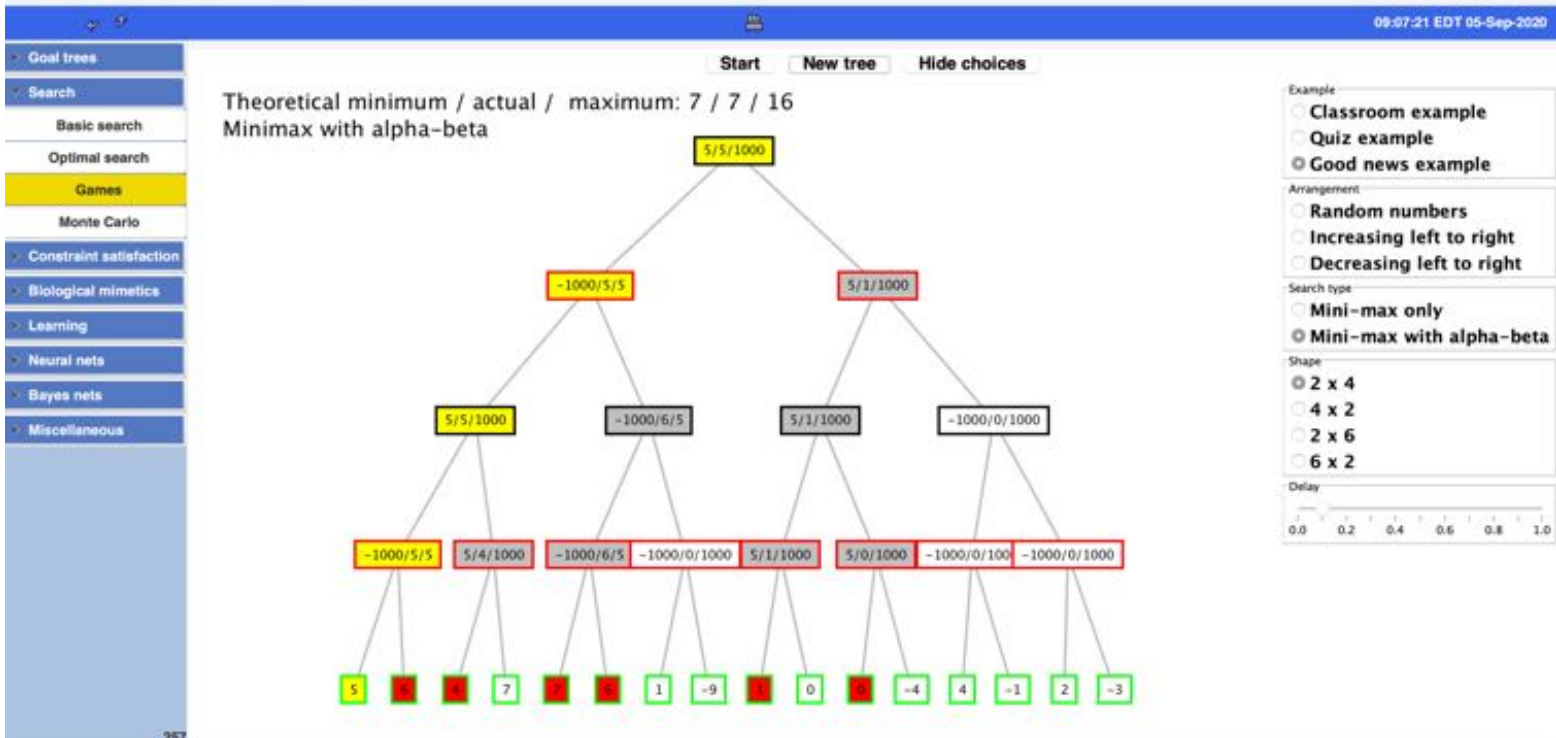 09:07:21 EDT 05-Sep-2020
Goal trees
Search
Basic search
Optimal search
Games
Monte Carlo
Constraint satisfaction
Biological mimetics
Learning
Neural nets
Bayes nets
Miscellaneous
Start New tree Hide choices
Theoretical minimum / actual / maximum: 7 / 7 / 16
Minimax with alpha-beta
5/5/1000
-1000/5/5 5/1/1000
5/5/1000 -1000/6/5 5/1/1000 -1000/0/1000
-1000/5/5 5/4/1000 -1000/6/5 -1000/0/1000 5/1/1000 5/0/1000 -1000/0/100 -1000/0/1000
5 6 4 7 7 6 1 -9 1 0 0 -4 4 -1 2 -3
Example
Classroom example
Quiz example
Good news example
Arrangement
Random numbers
Increasing left to right
Decreasing left to right
Search type
Mini-max only
Mini-max with alpha-beta
Shape
2 x 4
4 x 2
2 x 6
6 x 2
Delay
0.0 0.2 0.4 0.6 0.8 1.0